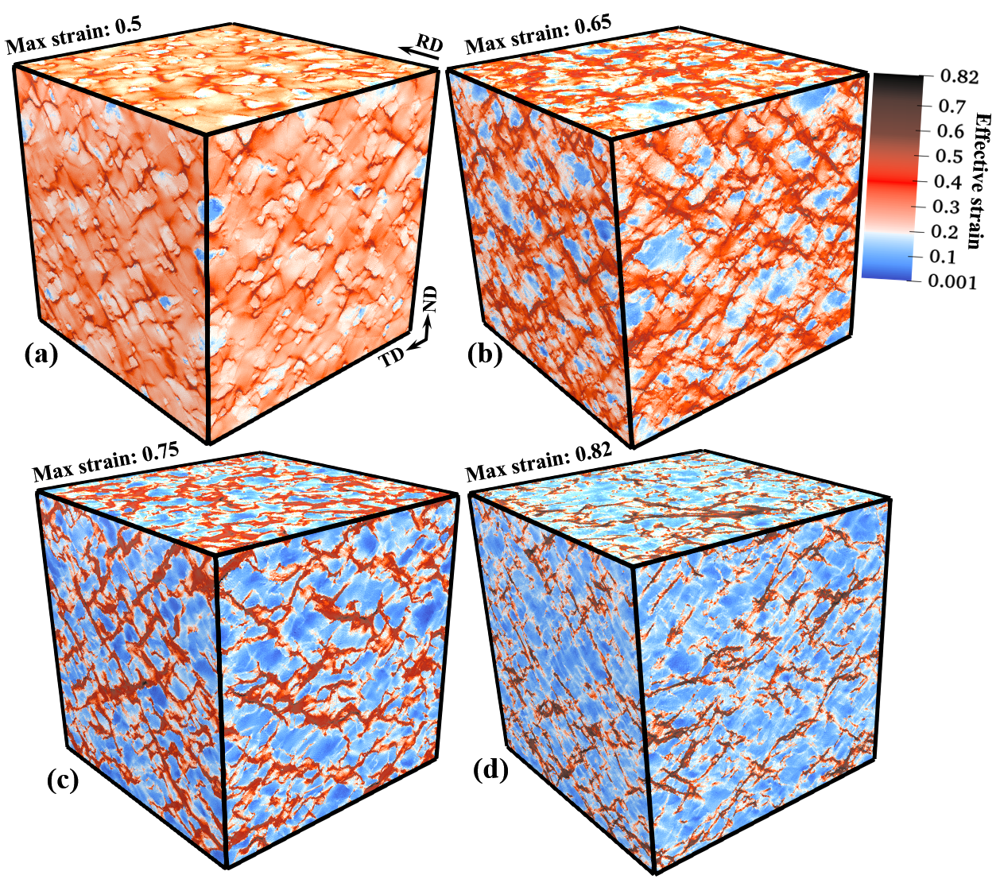 Max strain: 0.5
RD
ND
TD
(a)
Max strain: 0.65
(b)
0.82
0.7
0.6
0.5
0.4
0.3
0.2
0.1
0.001
Effective strain
Max strain: 0.75
(c)
Max strain: 0.82
(d)